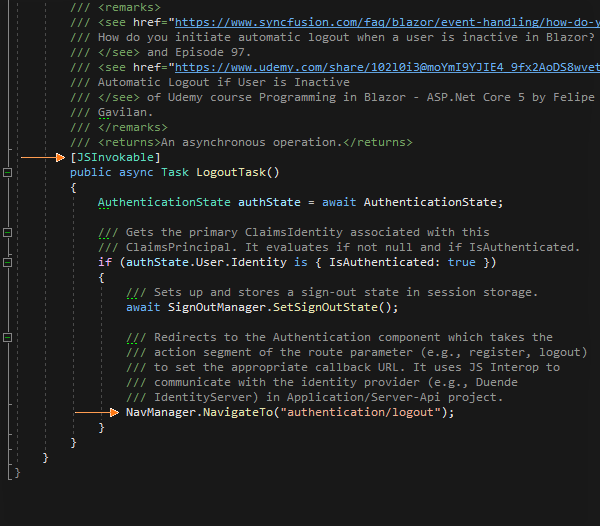 /// <remarks>
/// <see href="https://www.syncfusion.com/faq/blazor/event-handling/how-do-y
/// How do you initiate automatic logout when a user is inactive in Blazor?
/// </see> and Episode 97.
/// <see href="https://www.udemy.com/share/102l0i3@moYmI9YJIE4_9fx2AoDS8wvet
/// Automatic Logout if User is Inactive
/// </see> of Udemy course Programming in Blazor - ASP.Net Core 5 by Felipe
/// Gavilan.
/// </remarks>
/// <returns>An asynchronous operation.</returns>
[JSInvokable]
public async Task LogoutTask()
{
AuthenticationState authState = await AuthenticationState;
/// Gets the primary ClaimsIdentity associated with this
/// ClaimsPrincipal. It evaluates if not null and if IsAuthenticated.
if (authState.User.Identity is { IsAuthenticated: true })
{
/// Sets up and stores a sign-out state in session storage.
await SignOutManager.SetSignOutState();
/// Redirects to the Authentication component which takes the
/// action segment of the route parameter (e.g., register, logout)
/// to set the appropriate callback URL. It uses JS Interop to
/// communicate with the identity provider (e.g., Duende
/// IdentityServer) in Application/Server-Api project.
NavManager.NavigateTo("authentication/logout");
}
}
}
}